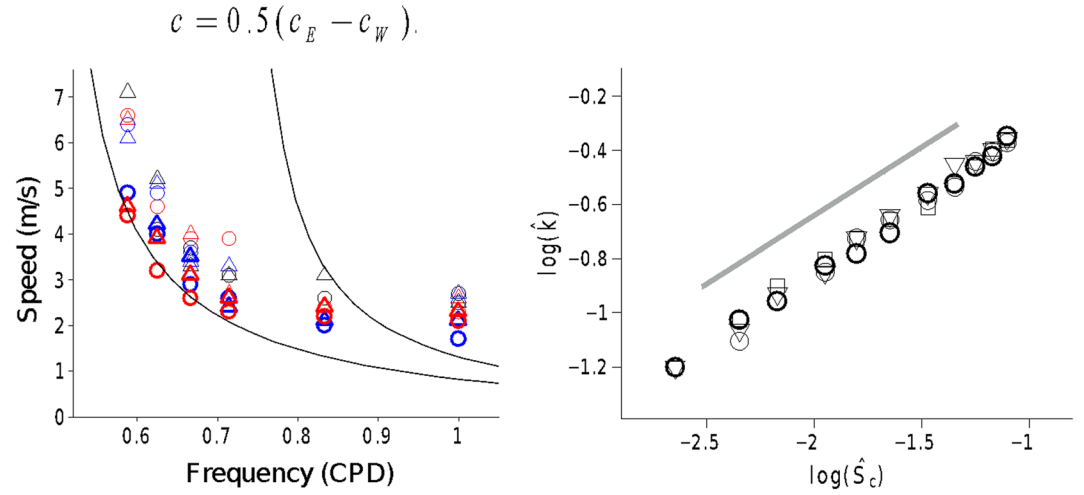 c = 0.5(c_E − c_W).
7
6
5
4
3
2
1
0
Speed (m/s)
0.6 0.7 0.8 0.9 1
Frequency (CPD)
−0.2
−0.4
−0.6
−0.8
−1
−1.2
log(k̂)
−2.5 −2 −1.5 −1
log(Ŝ_c)